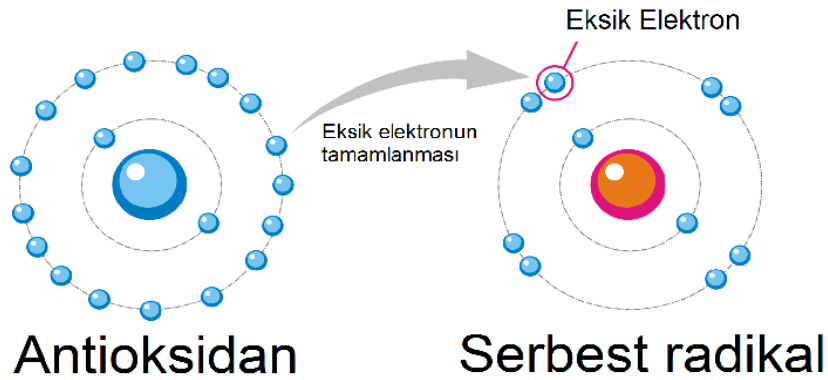 Eksik Elektron
Eksik elektronun
tamamlanması
Antioksidan
Serbest radikal